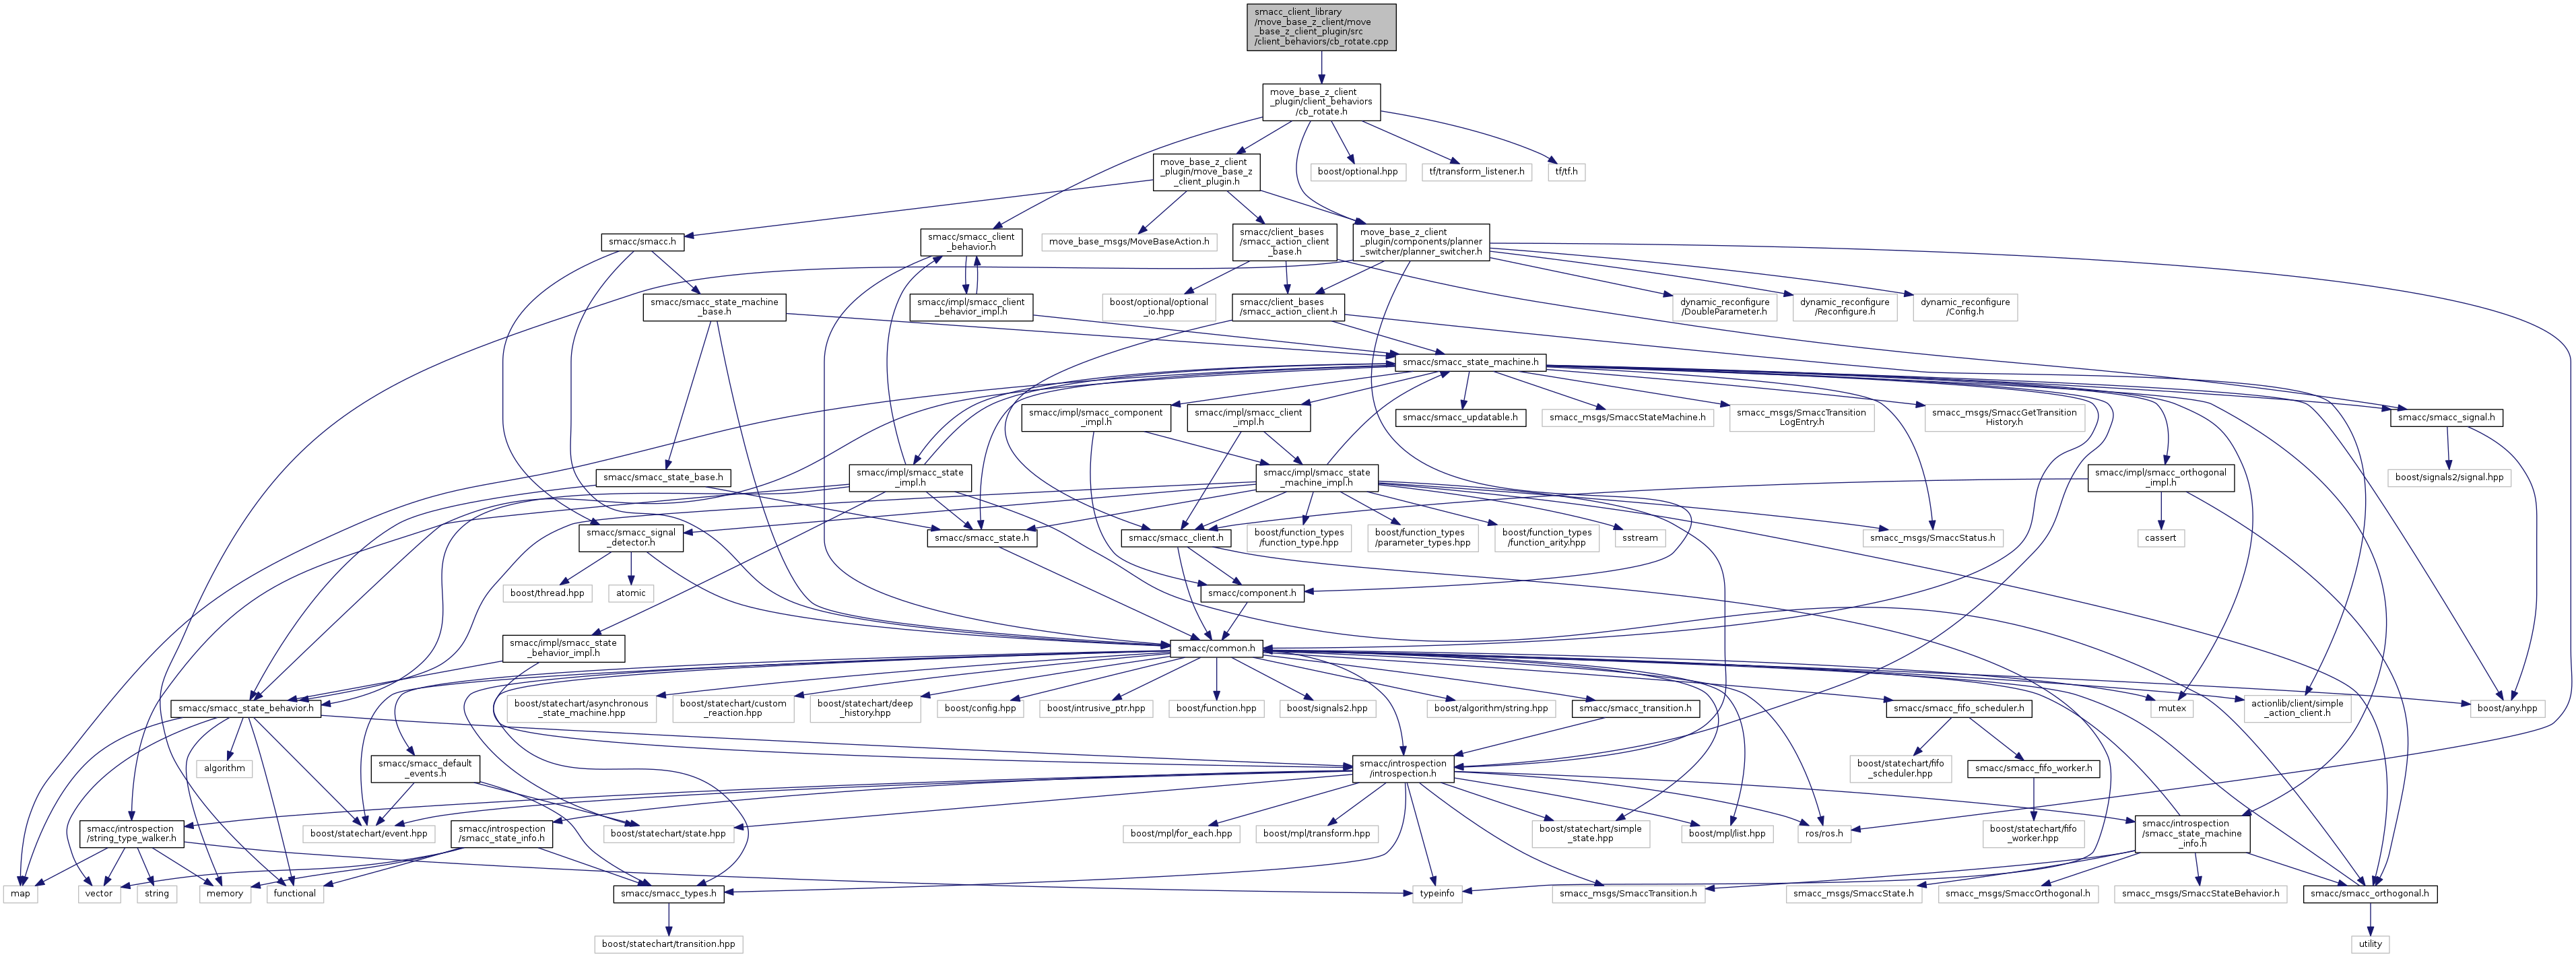 smacc_client_library
/move_base_z_client/move
_base_z_client_plugin/src
/client_behaviors/cb_rotate.cpp
move_base_z_client
_plugin/client_behaviors
/cb_rotate.h
move_base_z_client
_plugin/move_base_z
_client_plugin.h
boost/optional.hpp
tf/transform_listener.h
tf/tf.h
smacc/smacc.h
smacc/smacc_client
_behavior.h
move_base_msgs/MoveBaseAction.h
smacc/client_bases
/smacc_action_client
_base.h
move_base_z_client
_plugin/components/planner
_switcher/planner_switcher.h
smacc/smacc_state_machine
_base.h
smacc/impl/smacc_client
_behavior_impl.h
boost/optional/optional
_io.hpp
smacc/client_bases
/smacc_action_client.h
dynamic_reconfigure
/DoubleParameter.h
dynamic_reconfigure
/Reconfigure.h
dynamic_reconfigure
/Config.h
smacc/smacc_state_machine.h
smacc/impl/smacc_component
_impl.h
smacc/impl/smacc_client
_impl.h
smacc/smacc_updatable.h
smacc_msgs/SmaccStateMachine.h
smacc_msgs/SmaccTransition
LogEntry.h
smacc_msgs/SmaccGetTransition
History.h
smacc/smacc_signal.h
smacc/smacc_state_base.h
smacc/impl/smacc_state
_impl.h
smacc/impl/smacc_state
_machine_impl.h
smacc/impl/smacc_orthogonal
_impl.h
boost/signals2/signal.hpp
smacc/smacc_signal
_detector.h
smacc/smacc_state.h
smacc/smacc_client.h
boost/function_types
/function_type.hpp
boost/function_types
/parameter_types.hpp
boost/function_types
/function_arity.hpp
sstream
smacc_msgs/SmaccStatus.h
cassert
boost/thread.hpp
atomic
smacc/component.h
smacc/impl/smacc_state
_behavior_impl.h
smacc/common.h
smacc/smacc_state_behavior.h
boost/statechart/asynchronous
_state_machine.hpp
boost/statechart/custom
_reaction.hpp
boost/statechart/deep
_history.hpp
boost/config.hpp
boost/intrusive_ptr.hpp
boost/function.hpp
boost/signals2.hpp
boost/algorithm/string.hpp
smacc/smacc_transition.h
smacc/smacc_fifo_scheduler.h
mutex
actionlib/client/simple
_action_client.h
boost/any.hpp
algorithm
smacc/smacc_default
_events.h
smacc/introspection
/introspection.h
boost/statechart/fifo
_scheduler.hpp
smacc/smacc_fifo_worker.h
smacc/introspection
/string_type_walker.h
boost/statechart/event.hpp
smacc/introspection
/smacc_state_info.h
boost/statechart/state.hpp
boost/mpl/for_each.hpp
boost/mpl/transform.hpp
boost/statechart/simple
_state.hpp
boost/mpl/list.hpp
ros/ros.h
boost/statechart/fifo
_worker.hpp
smacc/introspection
/smacc_state_machine
_info.h
map
vector
string
memory
functional
smacc/smacc_types.h
typeinfo
smacc_msgs/SmaccTransition.h
smacc_msgs/SmaccState.h
smacc_msgs/SmaccOrthogonal.h
smacc_msgs/SmaccStateBehavior.h
smacc/smacc_orthogonal.h
boost/statechart/transition.hpp
utility